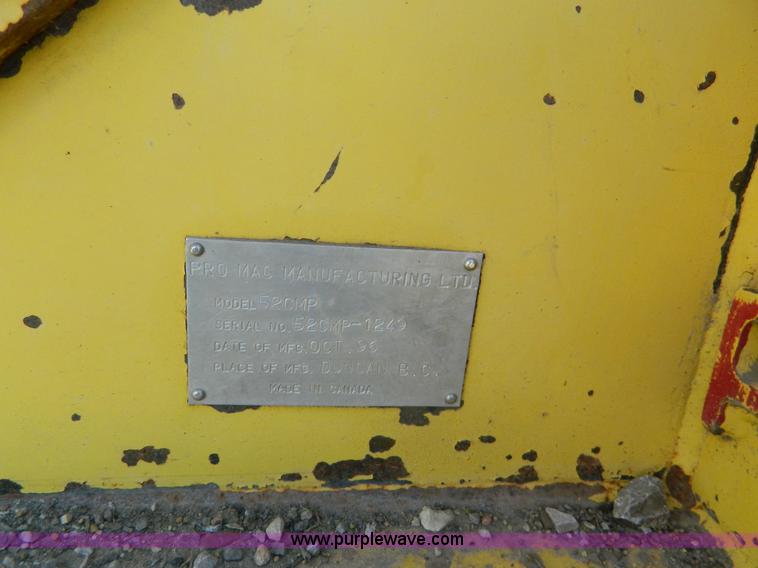 PRO MAC MANUFACTURING LTD.
MODEL 52CMP
SERIAL NO. 52CMP-1249
DATE OF MFG. OCT. 96
PLACE OF MFG. DUNCAN B.C.
MADE IN CANADA
www.purplewave.com